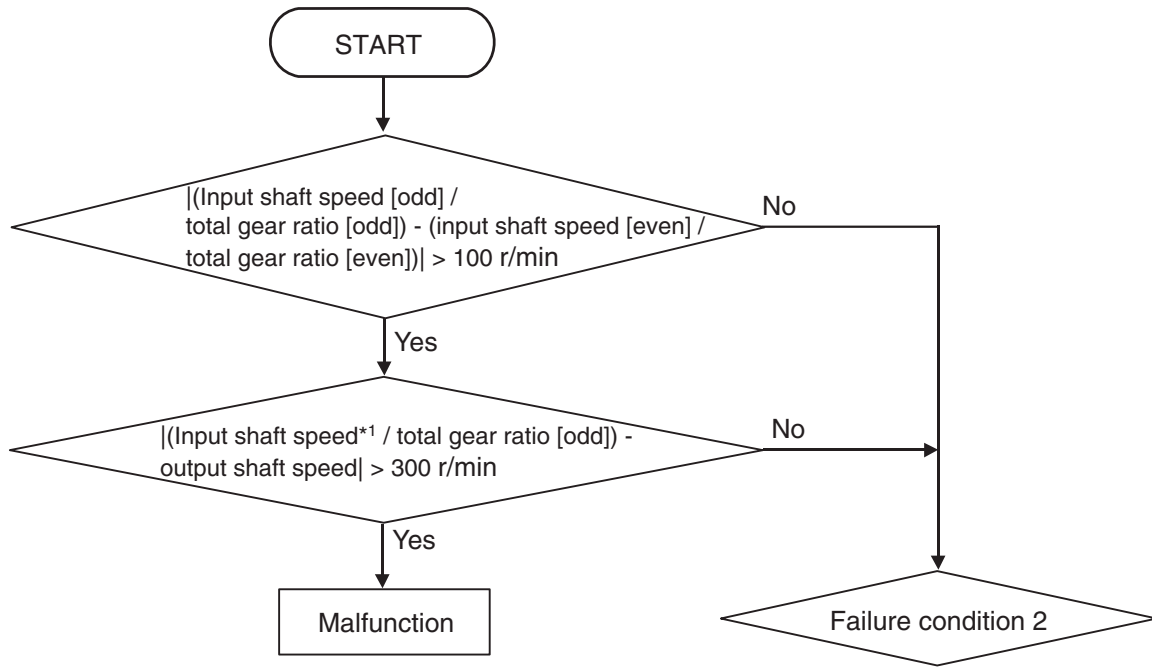 START
|(Input shaft speed [odd] /
total gear ratio [odd]) - (input shaft speed [even] /
total gear ratio [even])| > 100 r/min
No
Yes
|(Input shaft speed*1 / total gear ratio [odd]) -
output shaft speed| > 300 r/min
No
Yes
Malfunction
Failure condition 2